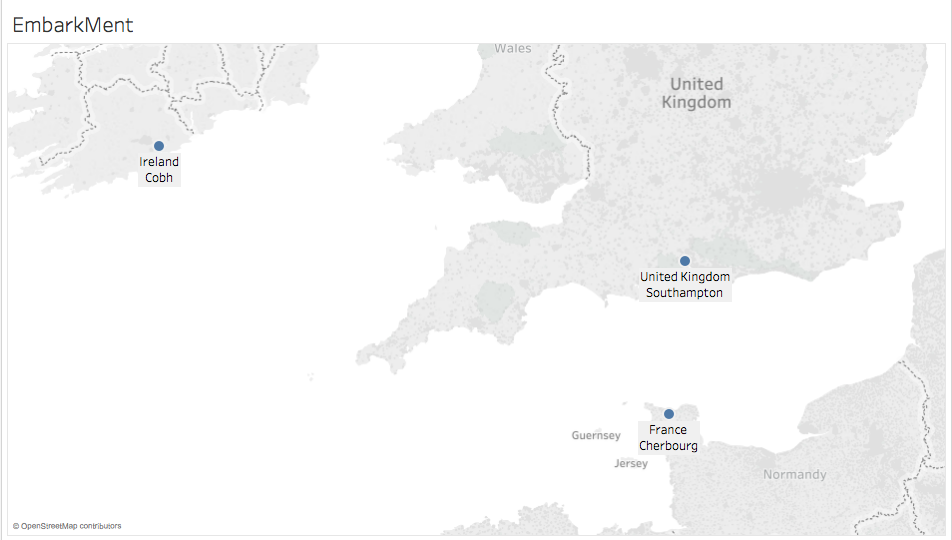 EmbarkMent
Wales
United
Kingdom
Ireland
Cobh
United Kingdom
Southampton
France
Cherbourg
Guernsey
Jersey
Normandy
© OpenStreetMap contributors